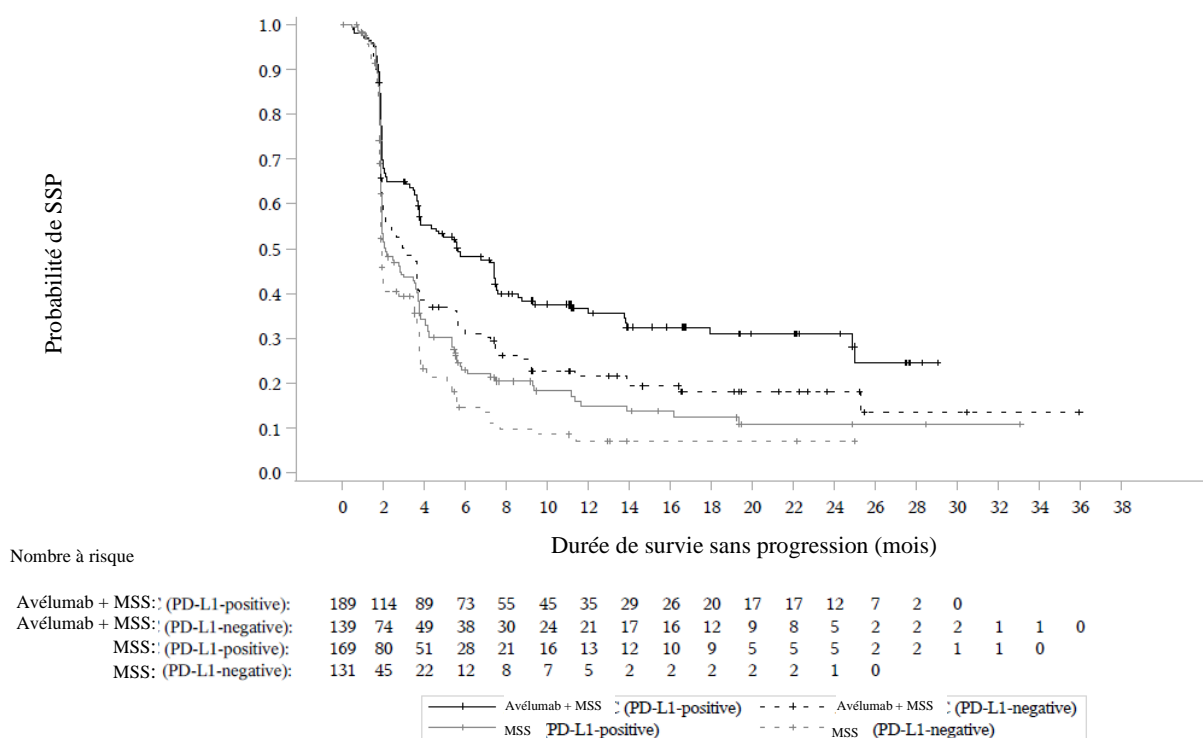 1.0
0.9
0.8
0.7
0.6
0.5
0.4
0.3
0.2
0.1
0.0
Probabilité de SSP
0 2 4 6 8 10 12 14 16 18 20 22 24 26 28 30 32 34 36 38
Durée de survie sans progression (mois)
Nombre à risque
Avélumab + MSS: (PD-L1-positive): 189 114 89 73 55 45 35 29 26 20 17 17 12 7 2 0
Avélumab + MSS: (PD-L1-negative): 139 74 49 38 30 24 21 17 16 12 9 8 5 2 2 2 1 1 0
MSS: (PD-L1-positive): 169 80 51 28 21 16 13 12 10 9 5 5 5 2 2 1 1 0
MSS: (PD-L1-negative): 131 45 22 12 8 7 5 2 2 2 2 2 1 0
Avélumab + MSS (PD-L1-positive) Avélumab + MSS (PD-L1-negative)
MSS PD-L1-positive) MSS (PD-L1-negative)